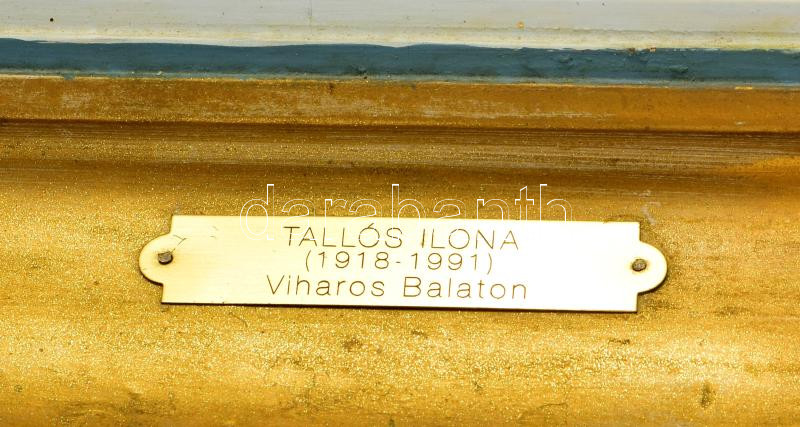 darabanth
TALLÓS ILONA
(1918-1991)
Viharos Balaton